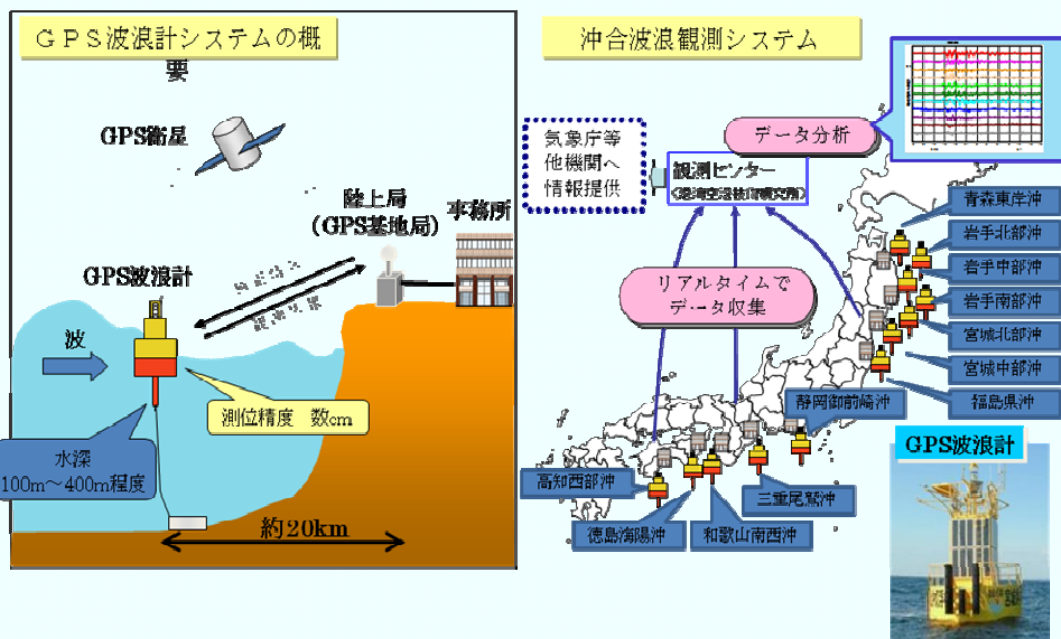 GPS波浪計システムの概
要
GPS衛星
陸上局
(GPS基地局)
事務所
GPS波浪計
波
測位精度 数cm
水深
100m~400m程度
約20km
沖合波浪観測システム
データ分析
気象庁等
他機関へ
情報提供
観測センター
リアルタイムで
データ収集
青森東岸沖
岩手北部沖
岩手中部沖
岩手南部沖
宮城北部沖
宮城中部沖
福島県沖
静岡御前崎沖
三重尾鷲沖
和歌山南西沖
徳島海陽沖
高知西部沖
GPS波浪計